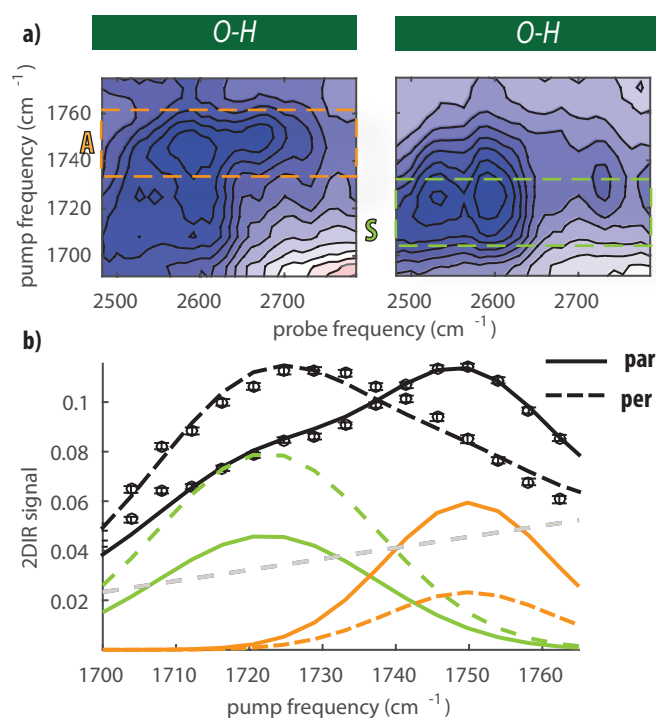 a)
O-H
O-H
pump frequency (cm⁻¹)
1760
1740
1720
1700
A
S
2500
2600
2700
2500
2600
2700
probe frequency (cm⁻¹)
b)
par
per
2DIR signal
0.1
0.08
0.06
0.04
0.02
1700
1710
1720
1730
1740
1750
1760
pump frequency (cm⁻¹)